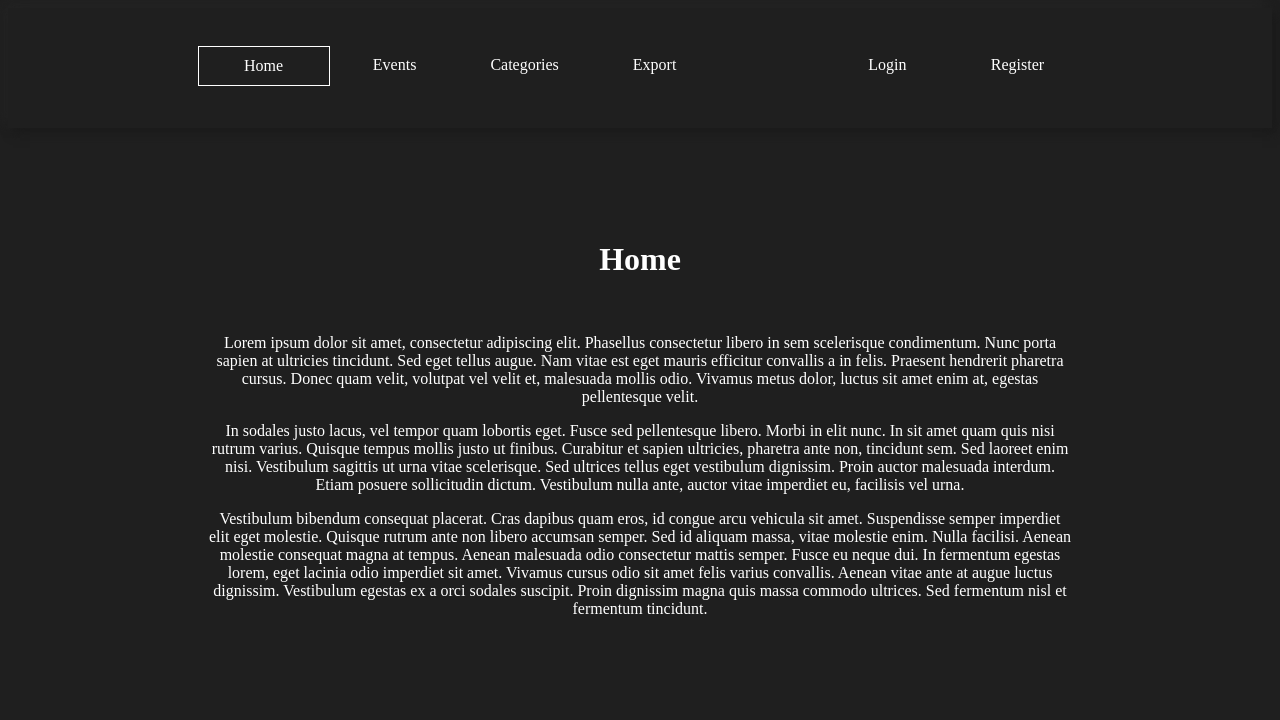 Home Events Categories Export Login Register
Home
Lorem ipsum dolor sit amet, consectetur adipiscing elit. Phasellus consectetur libero in sem scelerisque condimentum. Nunc porta
sapien at ultricies tincidunt. Sed eget tellus augue. Nam vitae est eget mauris efficitur convallis a in felis. Praesent hendrerit pharetra
cursus. Donec quam velit, volutpat vel velit et, malesuada mollis odio. Vivamus metus dolor, luctus sit amet enim at, egestas
pellentesque velit.
In sodales justo lacus, vel tempor quam lobortis eget. Fusce sed pellentesque libero. Morbi in elit nunc. In sit amet quam quis nisi
rutrum varius. Quisque tempus mollis justo ut finibus. Curabitur et sapien ultricies, pharetra ante non, tincidunt sem. Sed laoreet enim
nisi. Vestibulum sagittis ut urna vitae scelerisque. Sed ultrices tellus eget vestibulum dignissim. Proin auctor malesuada interdum.
Etiam posuere sollicitudin dictum. Vestibulum nulla ante, auctor vitae imperdiet eu, facilisis vel urna.
Vestibulum bibendum consequat placerat. Cras dapibus quam eros, id congue arcu vehicula sit amet. Suspendisse semper imperdiet
elit eget molestie. Quisque rutrum ante non libero accumsan semper. Sed id aliquam massa, vitae molestie enim. Nulla facilisi. Aenean
molestie consequat magna at tempus. Aenean malesuada odio consectetur mattis semper. Fusce eu neque dui. In fermentum egestas
lorem, eget lacinia odio imperdiet sit amet. Vivamus cursus odio sit amet felis varius convallis. Aenean vitae ante at augue luctus
dignissim. Vestibulum egestas ex a orci sodales suscipit. Proin dignissim magna quis massa commodo ultrices. Sed fermentum nisl et
fermentum tincidunt.